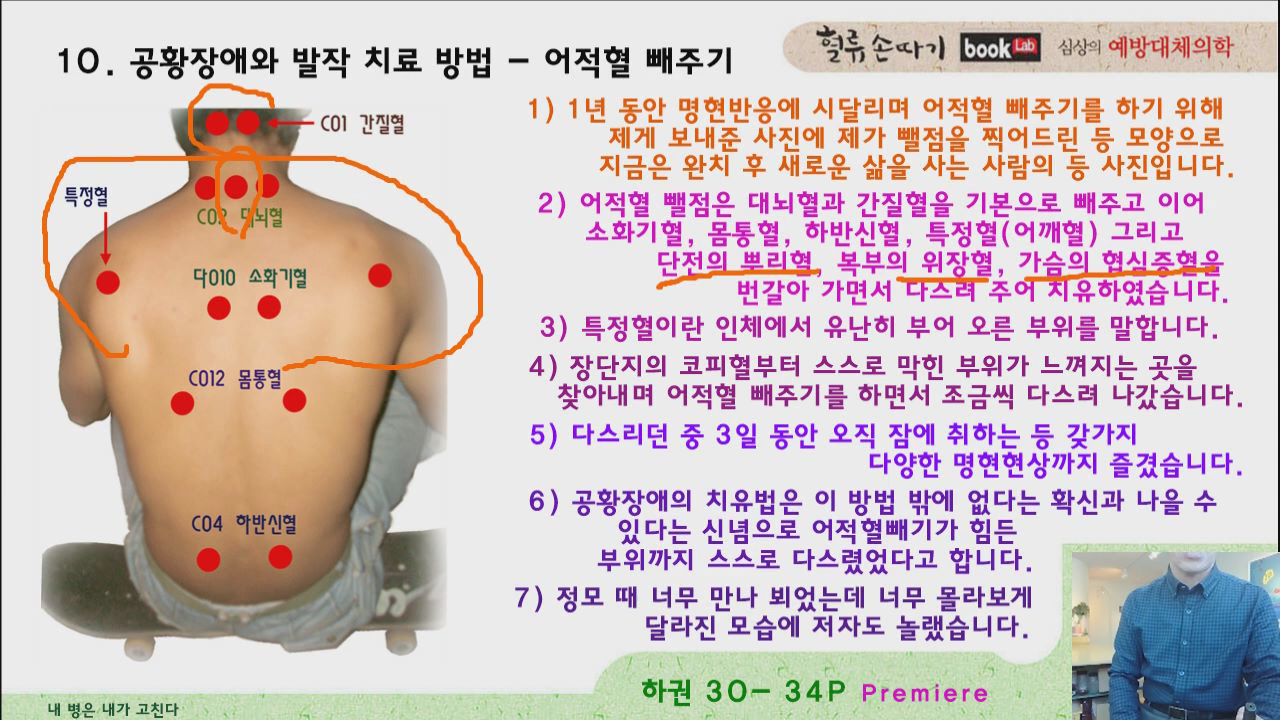 10. 공황장애와 발작 치료 방법 - 어적혈 빼주기
혈류 손따기 book Lab 심상의 예방대체의학
C01 간질혈
특정혈
C02 대뇌혈
다010 소화기혈
C012 몸통혈
C04 하반신혈
1) 1년 동안 명현반응에 시달리며 어적혈 빼주기를 하기 위해
제게 보내준 사진에 제가 뺄점을 찍어드린 등 모양으로
지금은 완치 후 새로운 삶을 사는 사람의 등 사진입니다.
2) 어적혈 뺄점은 대뇌혈과 간질혈을 기본으로 빼주고 이어
소화기혈, 몸통혈, 하반신혈, 특정혈(어깨혈) 그리고
단전의 뿌리혈, 복부의 위장혈, 가슴의 협심증혈을
번갈아 가면서 다스려 주어 치유하였습니다.
3) 특정혈이란 인체에서 유난히 부어 오른 부위를 말합니다.
4) 장단지의 코피혈부터 스스로 막힌 부위가 느껴지는 곳을
찾아내며 어적혈 빼주기를 하면서 조금씩 다스려 나갔습니다.
5) 다스리던 중 3일 동안 오직 잠에 취하는 등 갖가지
다양한 명현현상까지 즐겼습니다.
6) 공황장애의 치유법은 이 방법 밖에 없다는 확신과 나을 수
있다는 신념으로 어적혈빼기가 힘든
부위까지 스스로 다스렸었다고 합니다.
7) 정모 때 너무 만나 뵈었는데 너무 몰라보게
달라진 모습에 저자도 놀랬습니다.
하권 30- 34P Premiere
내 병은 내가 고친다